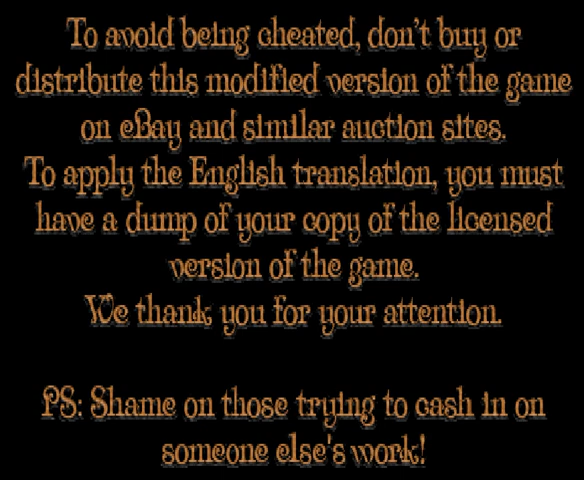 To avoid being cheated, don't buy or
distribute this modified version of the game
on eBay and similar auction sites.
To apply the English translation, you must
have a dump of your copy of the licensed
version of the game.
We thank you for your attention.
PS: Shame on those trying to cash in on
someone else's work!